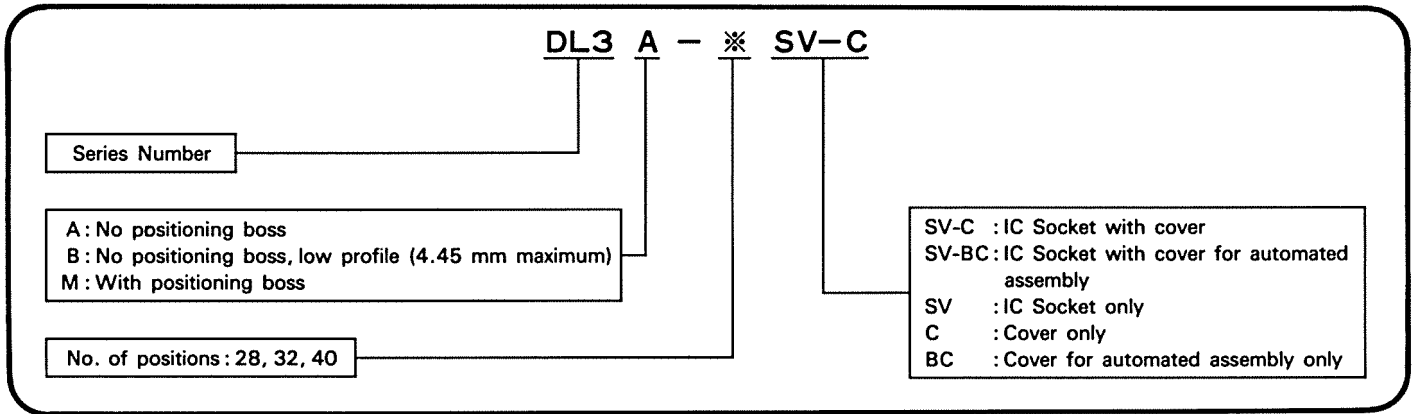 DL3 A - ※ SV-C
Series Number
A : No positioning boss
B : No positioning boss, low profile (4.45 mm maximum)
M : With positioning boss
No. of positions : 28, 32, 40
SV-C : IC Socket with cover
SV-BC : IC Socket with cover for automated
assembly
SV : IC Socket only
C : Cover only
BC : Cover for automated assembly only